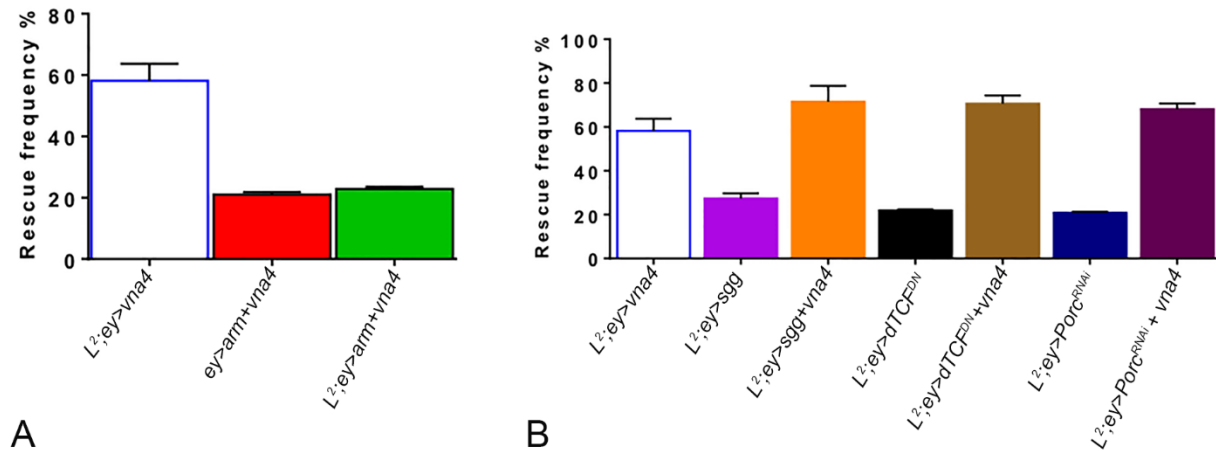 Rescue frequency %
80
60
40
20
0
L²;ey>vna4
ey>arm+vna4
L²;ey>arm+vna4
A
Rescue frequency %
100
80
60
40
20
0
L²;ey>vna4
L²;ey>sgg
L²;ey>sgg+vna4
L²;ey>dTCFᴰᴺ
L²;ey>dTCFᴰᴺ+vna4
L²;ey>Porcᴿᴺᴬⁱ
L²;ey>Porcᴿᴺᴬⁱ + vna4
B